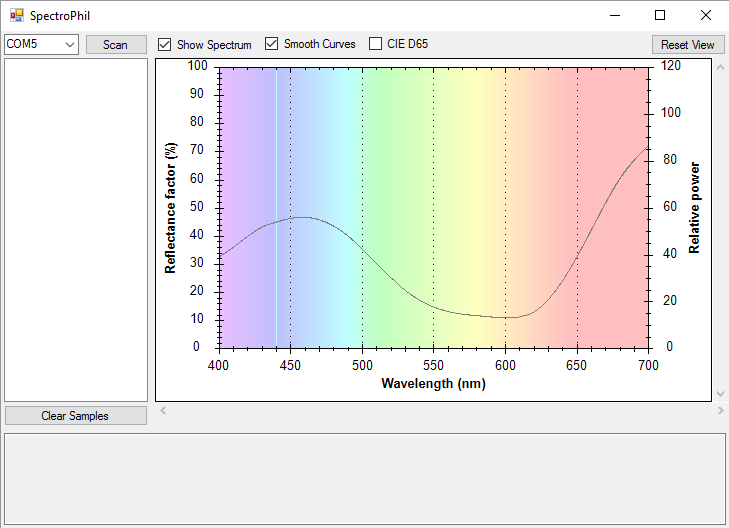 SpectroPhil
COM5
Scan
Show Spectrum
Smooth Curves
CIE D65
Reset View
100
90
80
70
60
50
40
30
20
10
0
Reflectance factor (%)
120
100
80
60
40
20
0
Relative power
400 450 500 550 600 650 700
Wavelength (nm)
Clear Samples